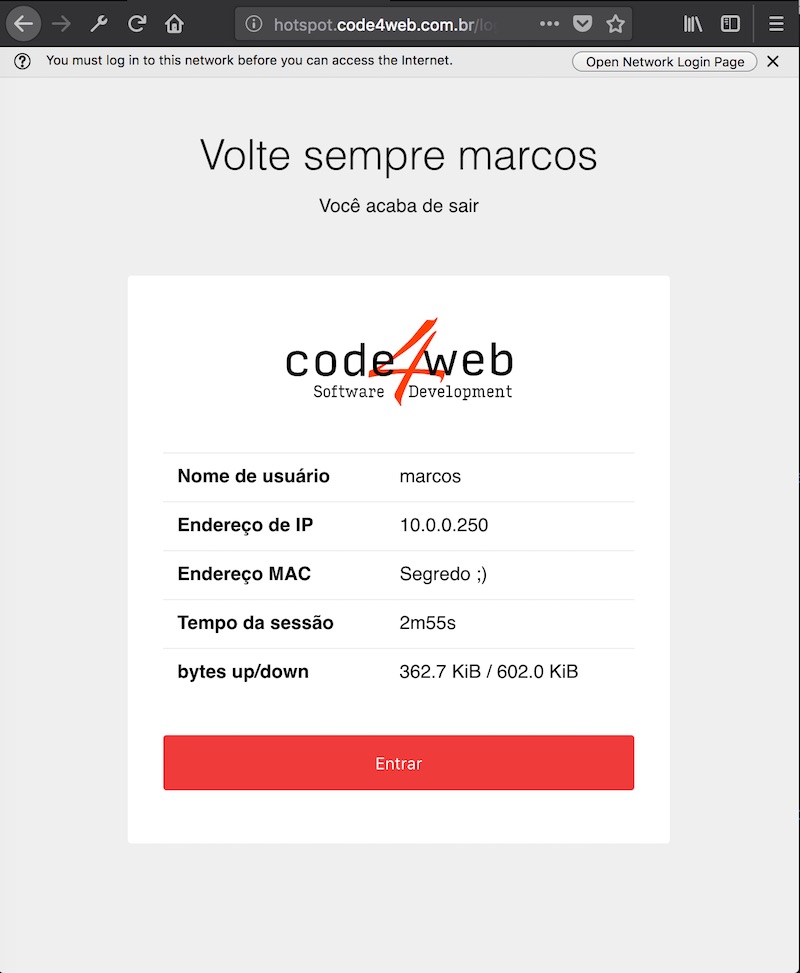 hotspot.code4web.com.br/lo
You must log in to this network before you can access the Internet.
Open Network Login Page
Volte sempre marcos
Você acaba de sair
code4web
Software Development
Nome de usuário marcos
Endereço de IP 10.0.0.250
Endereço MAC Segredo ;)
Tempo da sessão 2m55s
bytes up/down 362.7 KiB / 602.0 KiB
Entrar